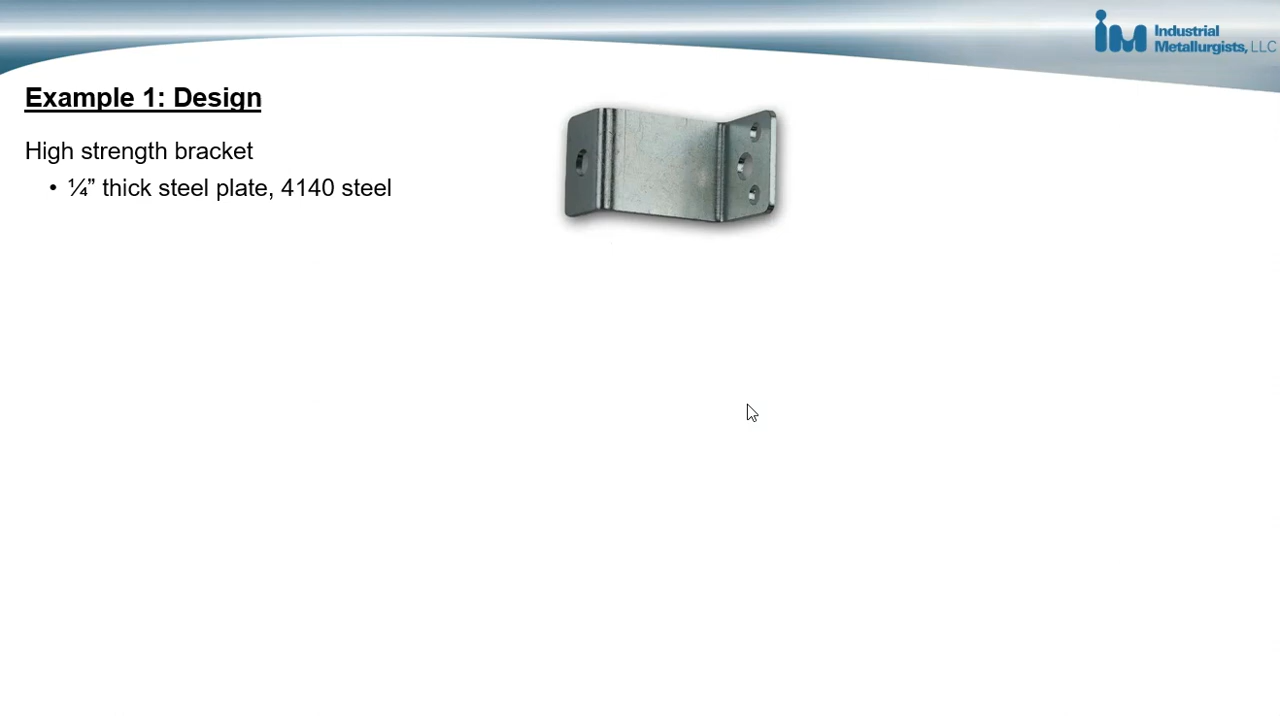 Industrial
Metallurgists, LLC
Example 1: Design
High strength bracket
• ¼” thick steel plate, 4140 steel